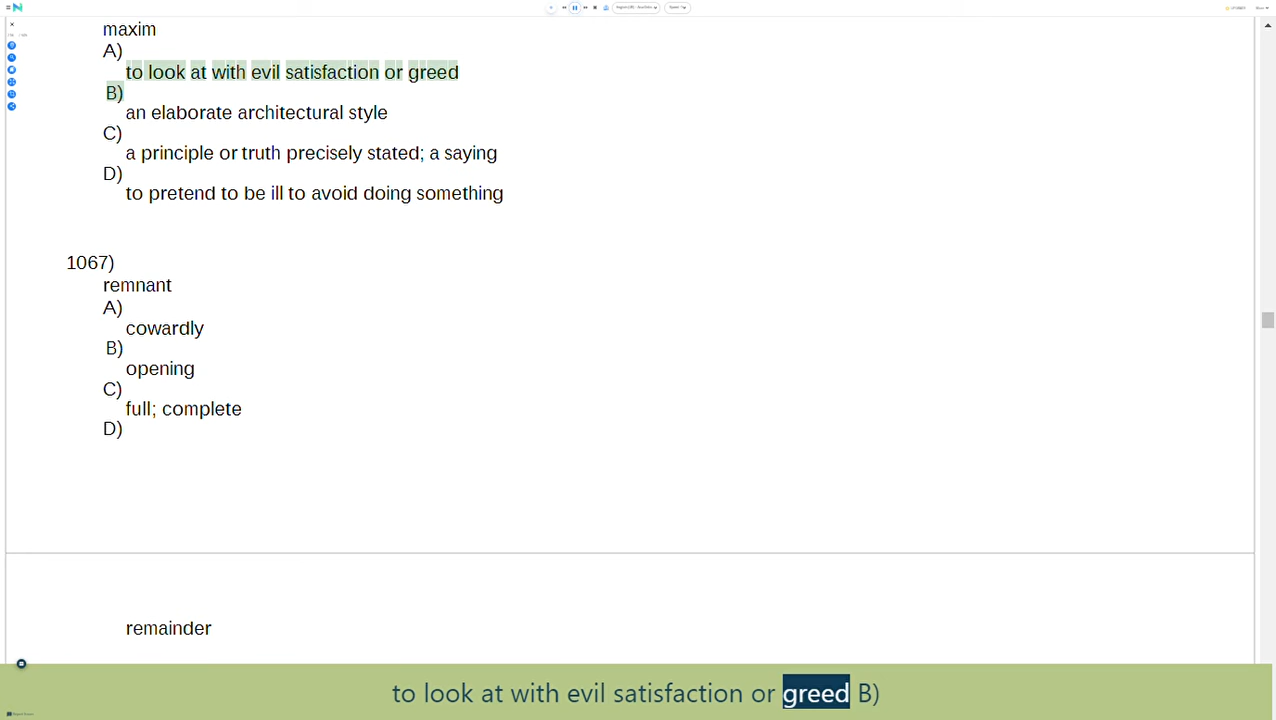 maxim
A)
to look at with evil satisfaction or greed
B)
an elaborate architectural style
C)
a principle or truth precisely stated; a saying
D)
to pretend to be ill to avoid doing something
1067)
remnant
A)
cowardly
B)
opening
C)
full; complete
D)
remainder
to look at with evil satisfaction or greed B)